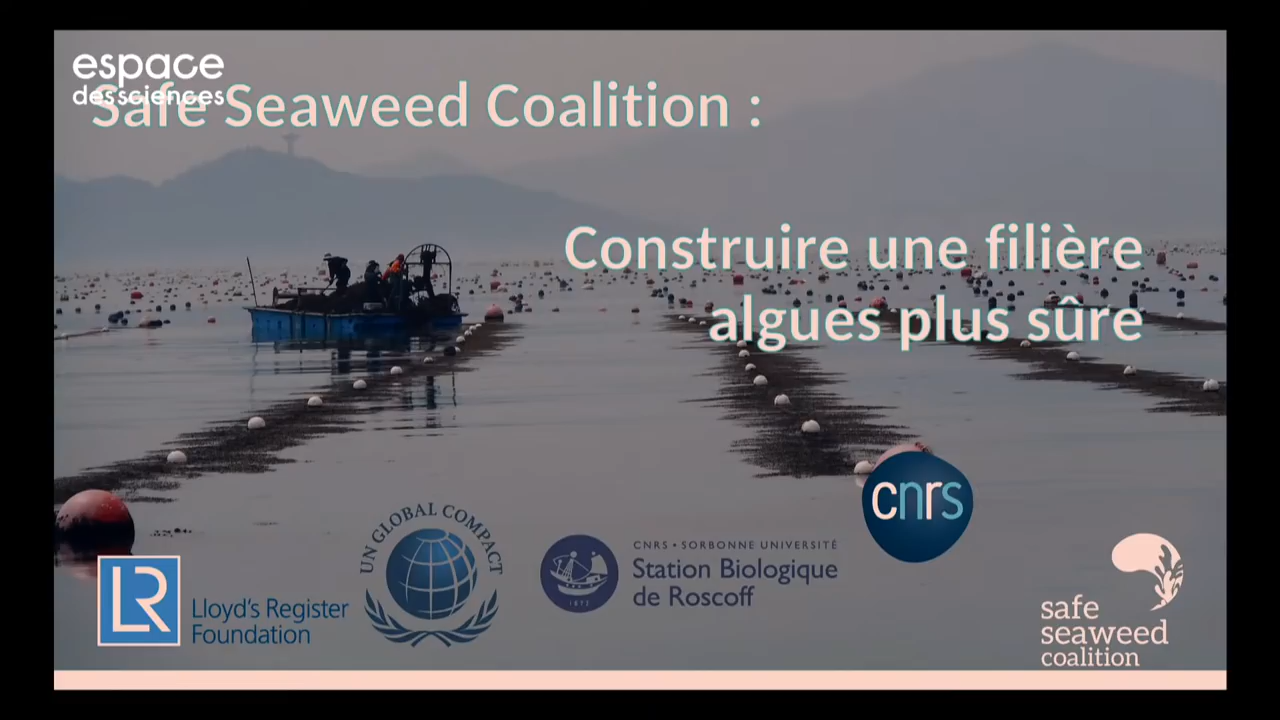 espace
des sciences
Safe Seaweed Coalition :
Construire une filière
algues plus sûre
cnrs
UN GLOBAL COMPACT
CNRS • SORBONNE UNIVERSITÉ
Station Biologique
de Roscoff
1872
LR
Lloyd's Register
Foundation
safe
seaweed
coalition